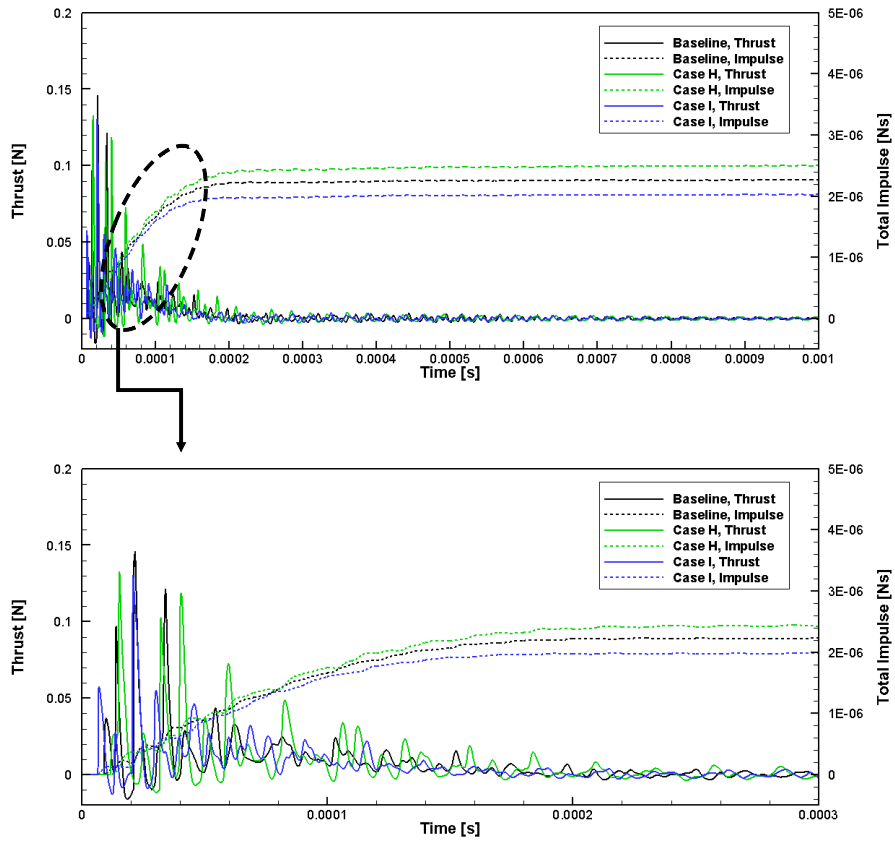 0.2
0.15
0.1
0.05
0
Thrust [N]
5E-06
4E-06
3E-06
2E-06
1E-06
0
Total Impulse [Ns]
Baseline, Thrust
Baseline, Impulse
Case H, Thrust
Case H, Impulse
Case I, Thrust
Case I, Impulse
0 0.0001 0.0002 0.0003 0.0004 0.0005 0.0006 0.0007 0.0008 0.0009 0.001
Time [s]
0.2
0.15
0.1
0.05
0
Thrust [N]
5E-06
4E-06
3E-06
2E-06
1E-06
0
Total Impulse [Ns]
Baseline, Thrust
Baseline, Impulse
Case H, Thrust
Case H, Impulse
Case I, Thrust
Case I, Impulse
0 0.0001 0.0002 0.0003
Time [s]